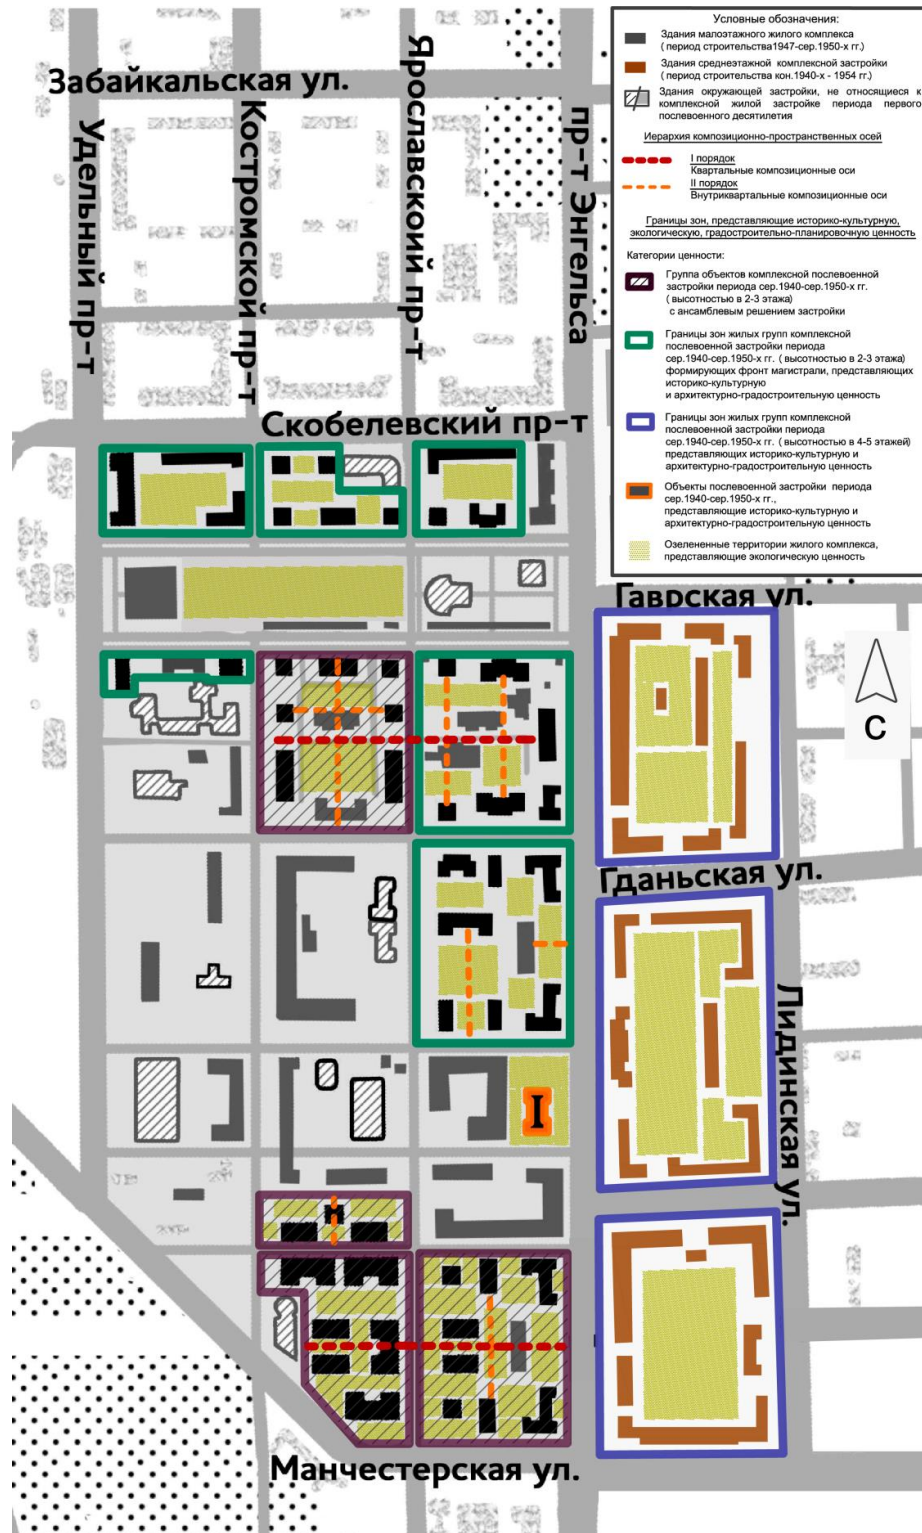 Условные обозначения:
Здания малоэтажного жилого комплекса
( период строительства1947-сер.1950-х гг.)
Здания среднеэтажной комплексной застройки
( период строительства кон.1940-х - 1954 гг.)
Здания окружающей застройки, не относящиеся к
комплексной жилой застройке периода первого
послевоенного десятилетия
Иерархия композиционно-пространственных осей
I порядок
Квартальные композиционные оси
II порядок
Внутриквартальные композиционные оси
Границы зон, представляющие историко-культурную,
экологическую, градостроительно-планировочную ценность
Категории ценности:
Группа объектов комплексной послевоенной
застройки периода сер.1940-сер.1950-х гг.
( высотностью в 2-3 этажа)
с ансамблевым решением застройки
Границы зон жилых групп комплексной
послевоенной застройки периода
сер.1940-сер.1950-х гг. ( высотностью в 2-3 этажа)
формирующих фронт магистрали, представляющих
историко-культурную
и архитектурно-градостроительную ценность
Границы зон жилых групп комплексной
послевоенной застройки периода
сер.1940-сер.1950-х гг. ( высотностью в 4-5 этажей)
представляющих историко-культурную и
архитектурно-градостроительную ценность
Объекты послевоенной застройки периода
сер.1940-сер.1950-х гг.,
представляющие историко-культурную и
архитектурно-градостроительную ценность
Озелененные территории жилого комплекса,
представляющие экологическую ценность
Забайкальская ул.
Удельный пр-т
Костромской пр-т
Ярославскоий пр-т
пр-т Энгельса
Скобелевский пр-т
Гаврская ул.
С
Гданьская ул.
Лидинская ул.
I
Манчестерская ул.